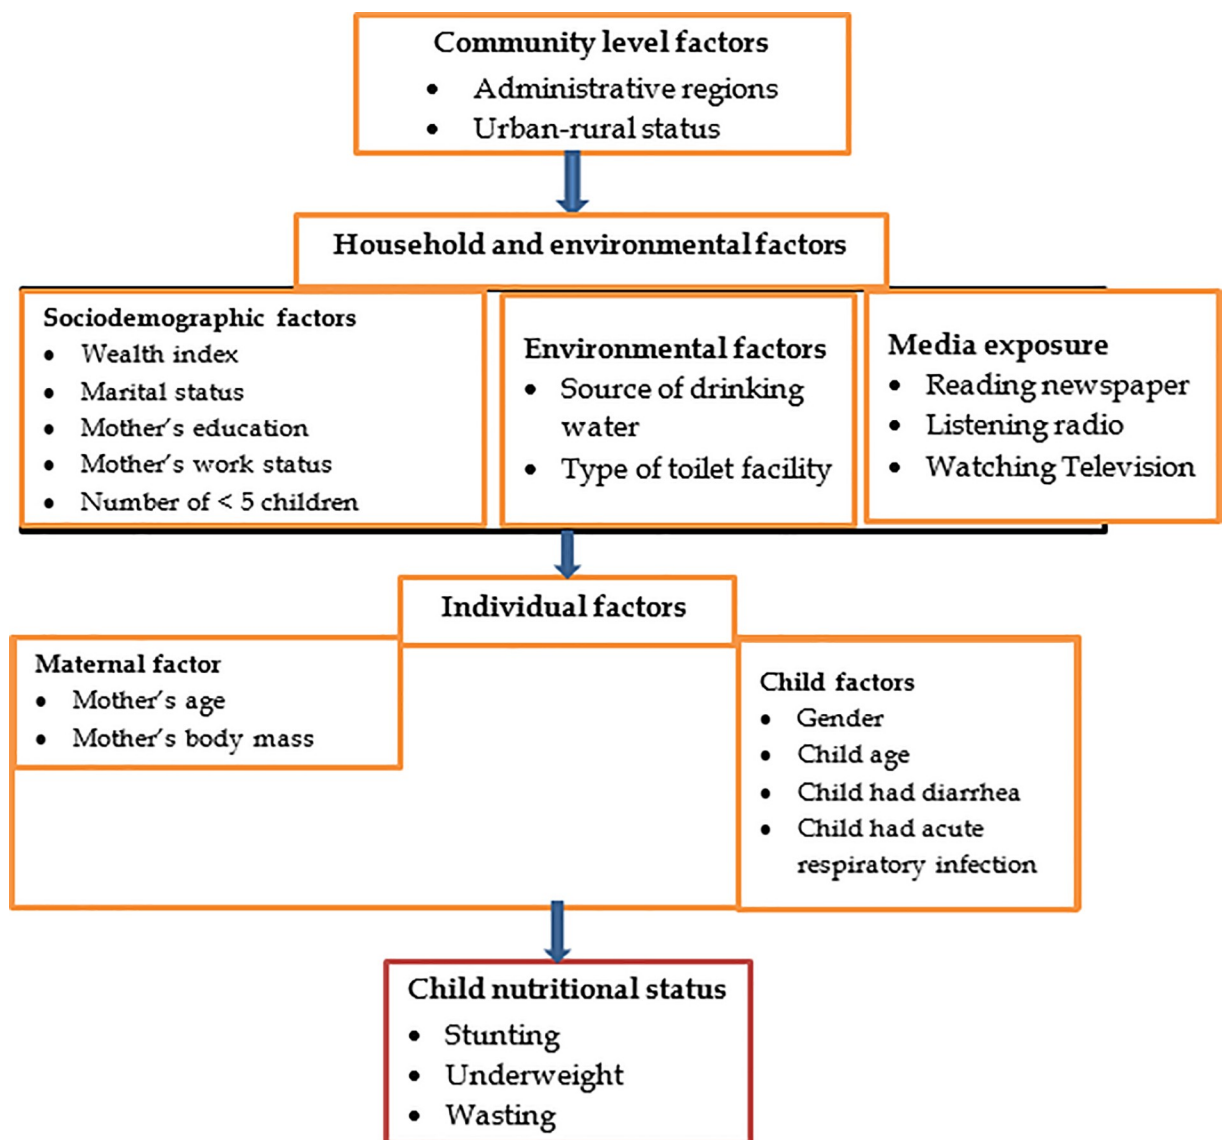 Community level factors
• Administrative regions
• Urban-rural status
Household and environmental factors
Sociodemographic factors
• Wealth index
• Marital status
• Mother's education
• Mother's work status
• Number of < 5 children
Environmental factors
• Source of drinking
water
• Type of toilet facility
Media exposure
• Reading newspaper
• Listening radio
• Watching Television
Individual factors
Maternal factor
• Mother's age
• Mother's body mass
Child factors
• Gender
• Child age
• Child had diarrhea
• Child had acute
respiratory infection
Child nutritional status
• Stunting
• Underweight
• Wasting